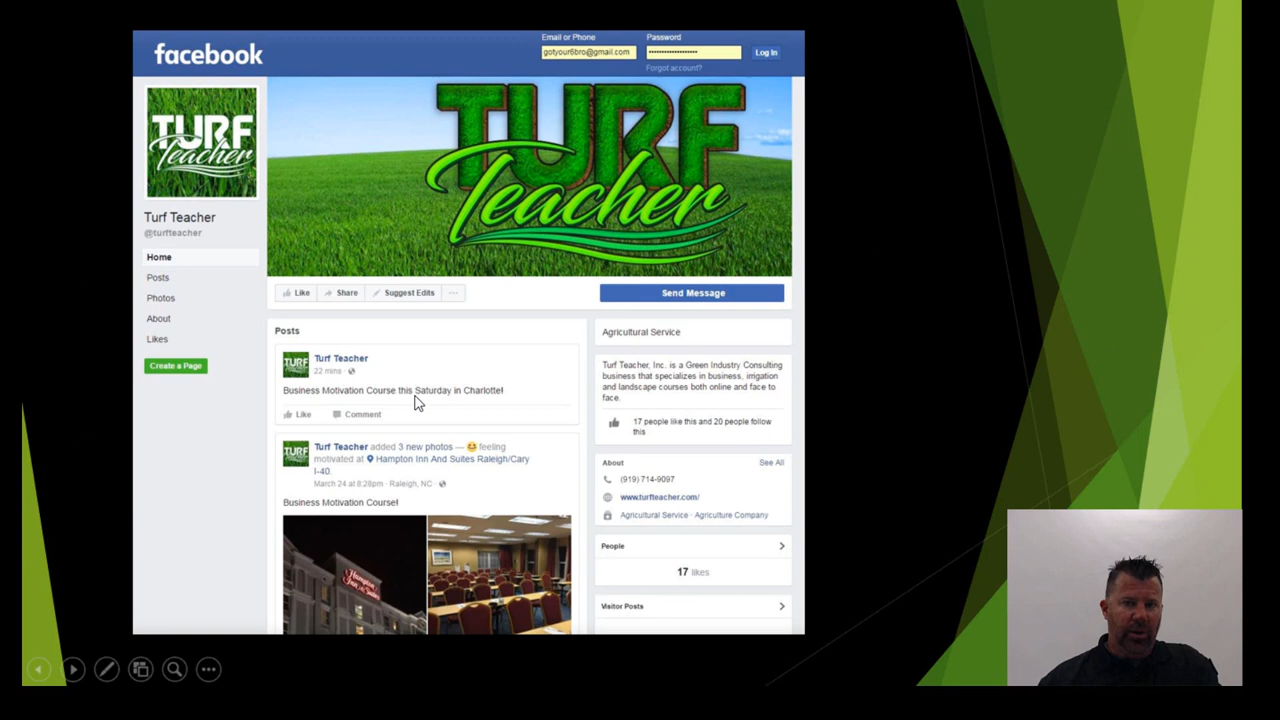 facebook
Email or Phone
Password
gotyour6bro@gmail.com
Log In
Forgot account?
TURF
Teacher
TURF
Teacher
Turf Teacher
@turfteacher
Home
Posts
Photos
About
Likes
Create a Page
Like
Share
Suggest Edits
...
Send Message
Posts
Turf Teacher
22 mins ·
Business Motivation Course this Saturday in Charlotte!
Like
Comment
TURF
Turf Teacher added 3 new photos — feeling
motivated at Hampton Inn And Suites Raleigh/Cary
I-40.
March 24 at 8:28pm · Raleigh, NC ·
Business Motivation Course!
TURF
Hampton
Inn & Suites
Agricultural Service
Turf Teacher, Inc. is a Green Industry Consulting
business that specializes in business, irrigation
and landscape courses both online and face to
face.
17 people like this and 20 people follow
this
About
See All
(919) 714-9097
www.turfteacher.com/
Agricultural Service · Agriculture Company
People
17 likes
Visitor Posts